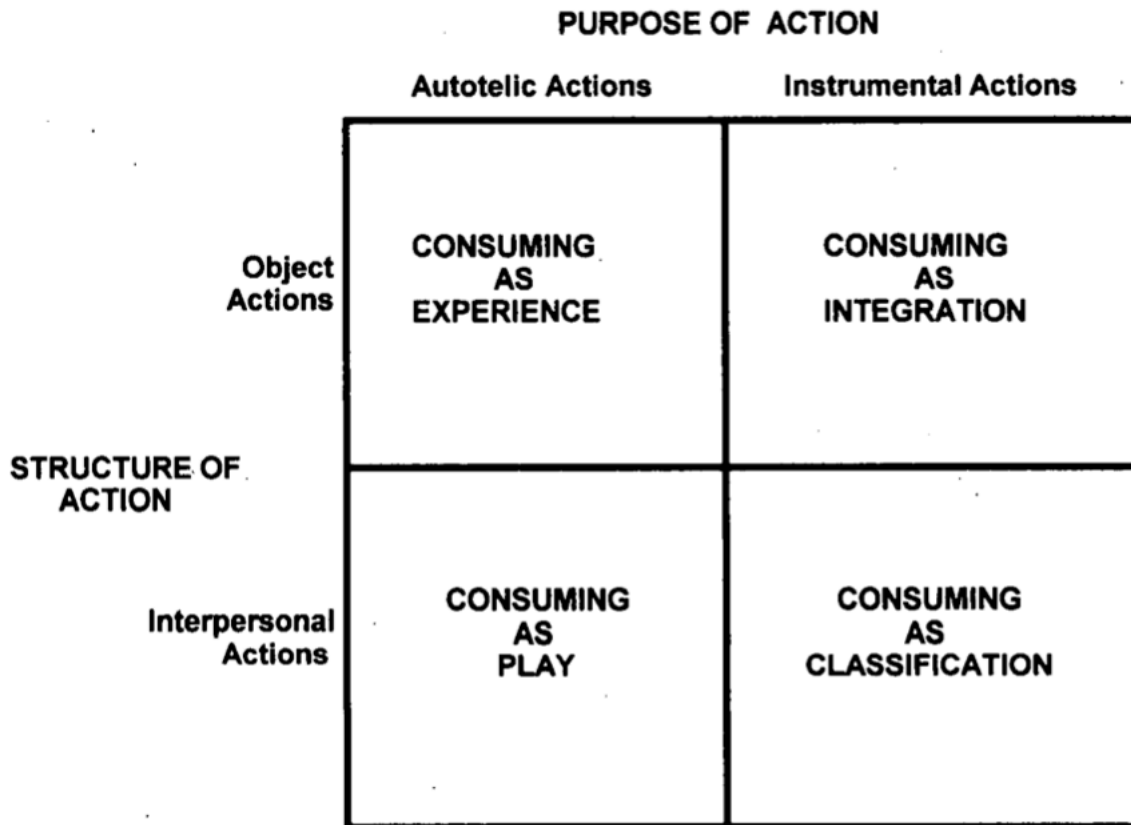 PURPOSE OF ACTION
Autotelic Actions
Instrumental Actions
Object
Actions
CONSUMING
AS
EXPERIENCE
CONSUMING
AS
INTEGRATION
STRUCTURE OF
ACTION
Interpersonal
Actions
CONSUMING
AS
PLAY
CONSUMING
AS
CLASSIFICATION